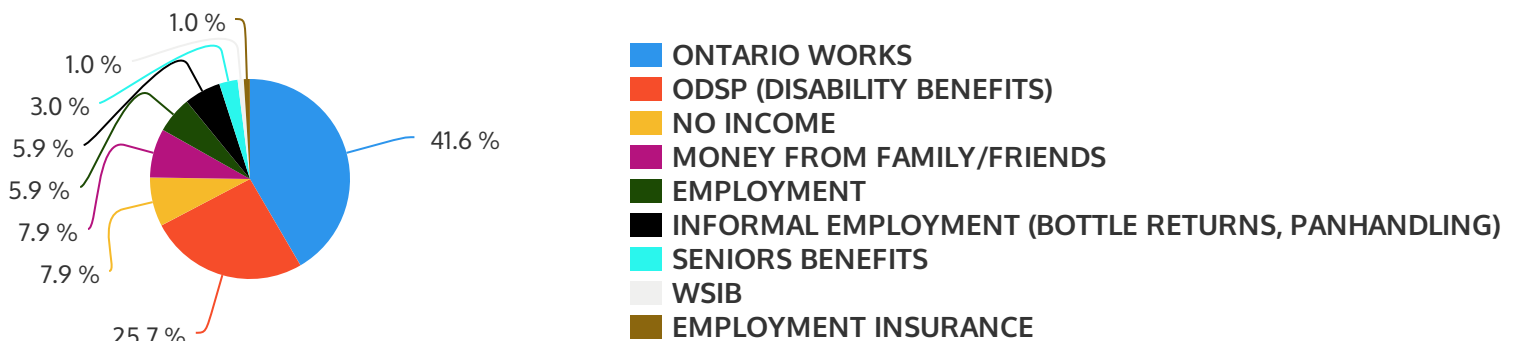 1.0 %
1.0 %
3.0 %
5.9 %
5.9 %
7.9 %
7.9 %
25.7 %
41.6 %
ONTARIO WORKS
ODSP (DISABILITY BENEFITS)
NO INCOME
MONEY FROM FAMILY/FRIENDS
EMPLOYMENT
INFORMAL EMPLOYMENT (BOTTLE RETURNS, PANHANDLING)
SENIORS BENEFITS
WSIB
EMPLOYMENT INSURANCE